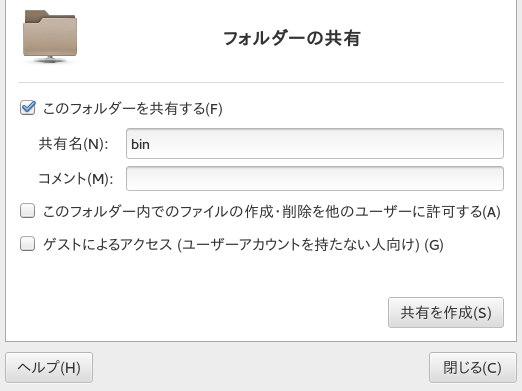 フォルダーの共有
このフォルダーを共有する(F)
共有名(N): bin
コメント(M):
このフォルダー内でのファイルの作成・削除を他のユーザーに許可する(A)
ゲストによるアクセス (ユーザーアカウントを持たない人向け) (G)
共有を作成(S)
ヘルプ(H) 閉じる(C)